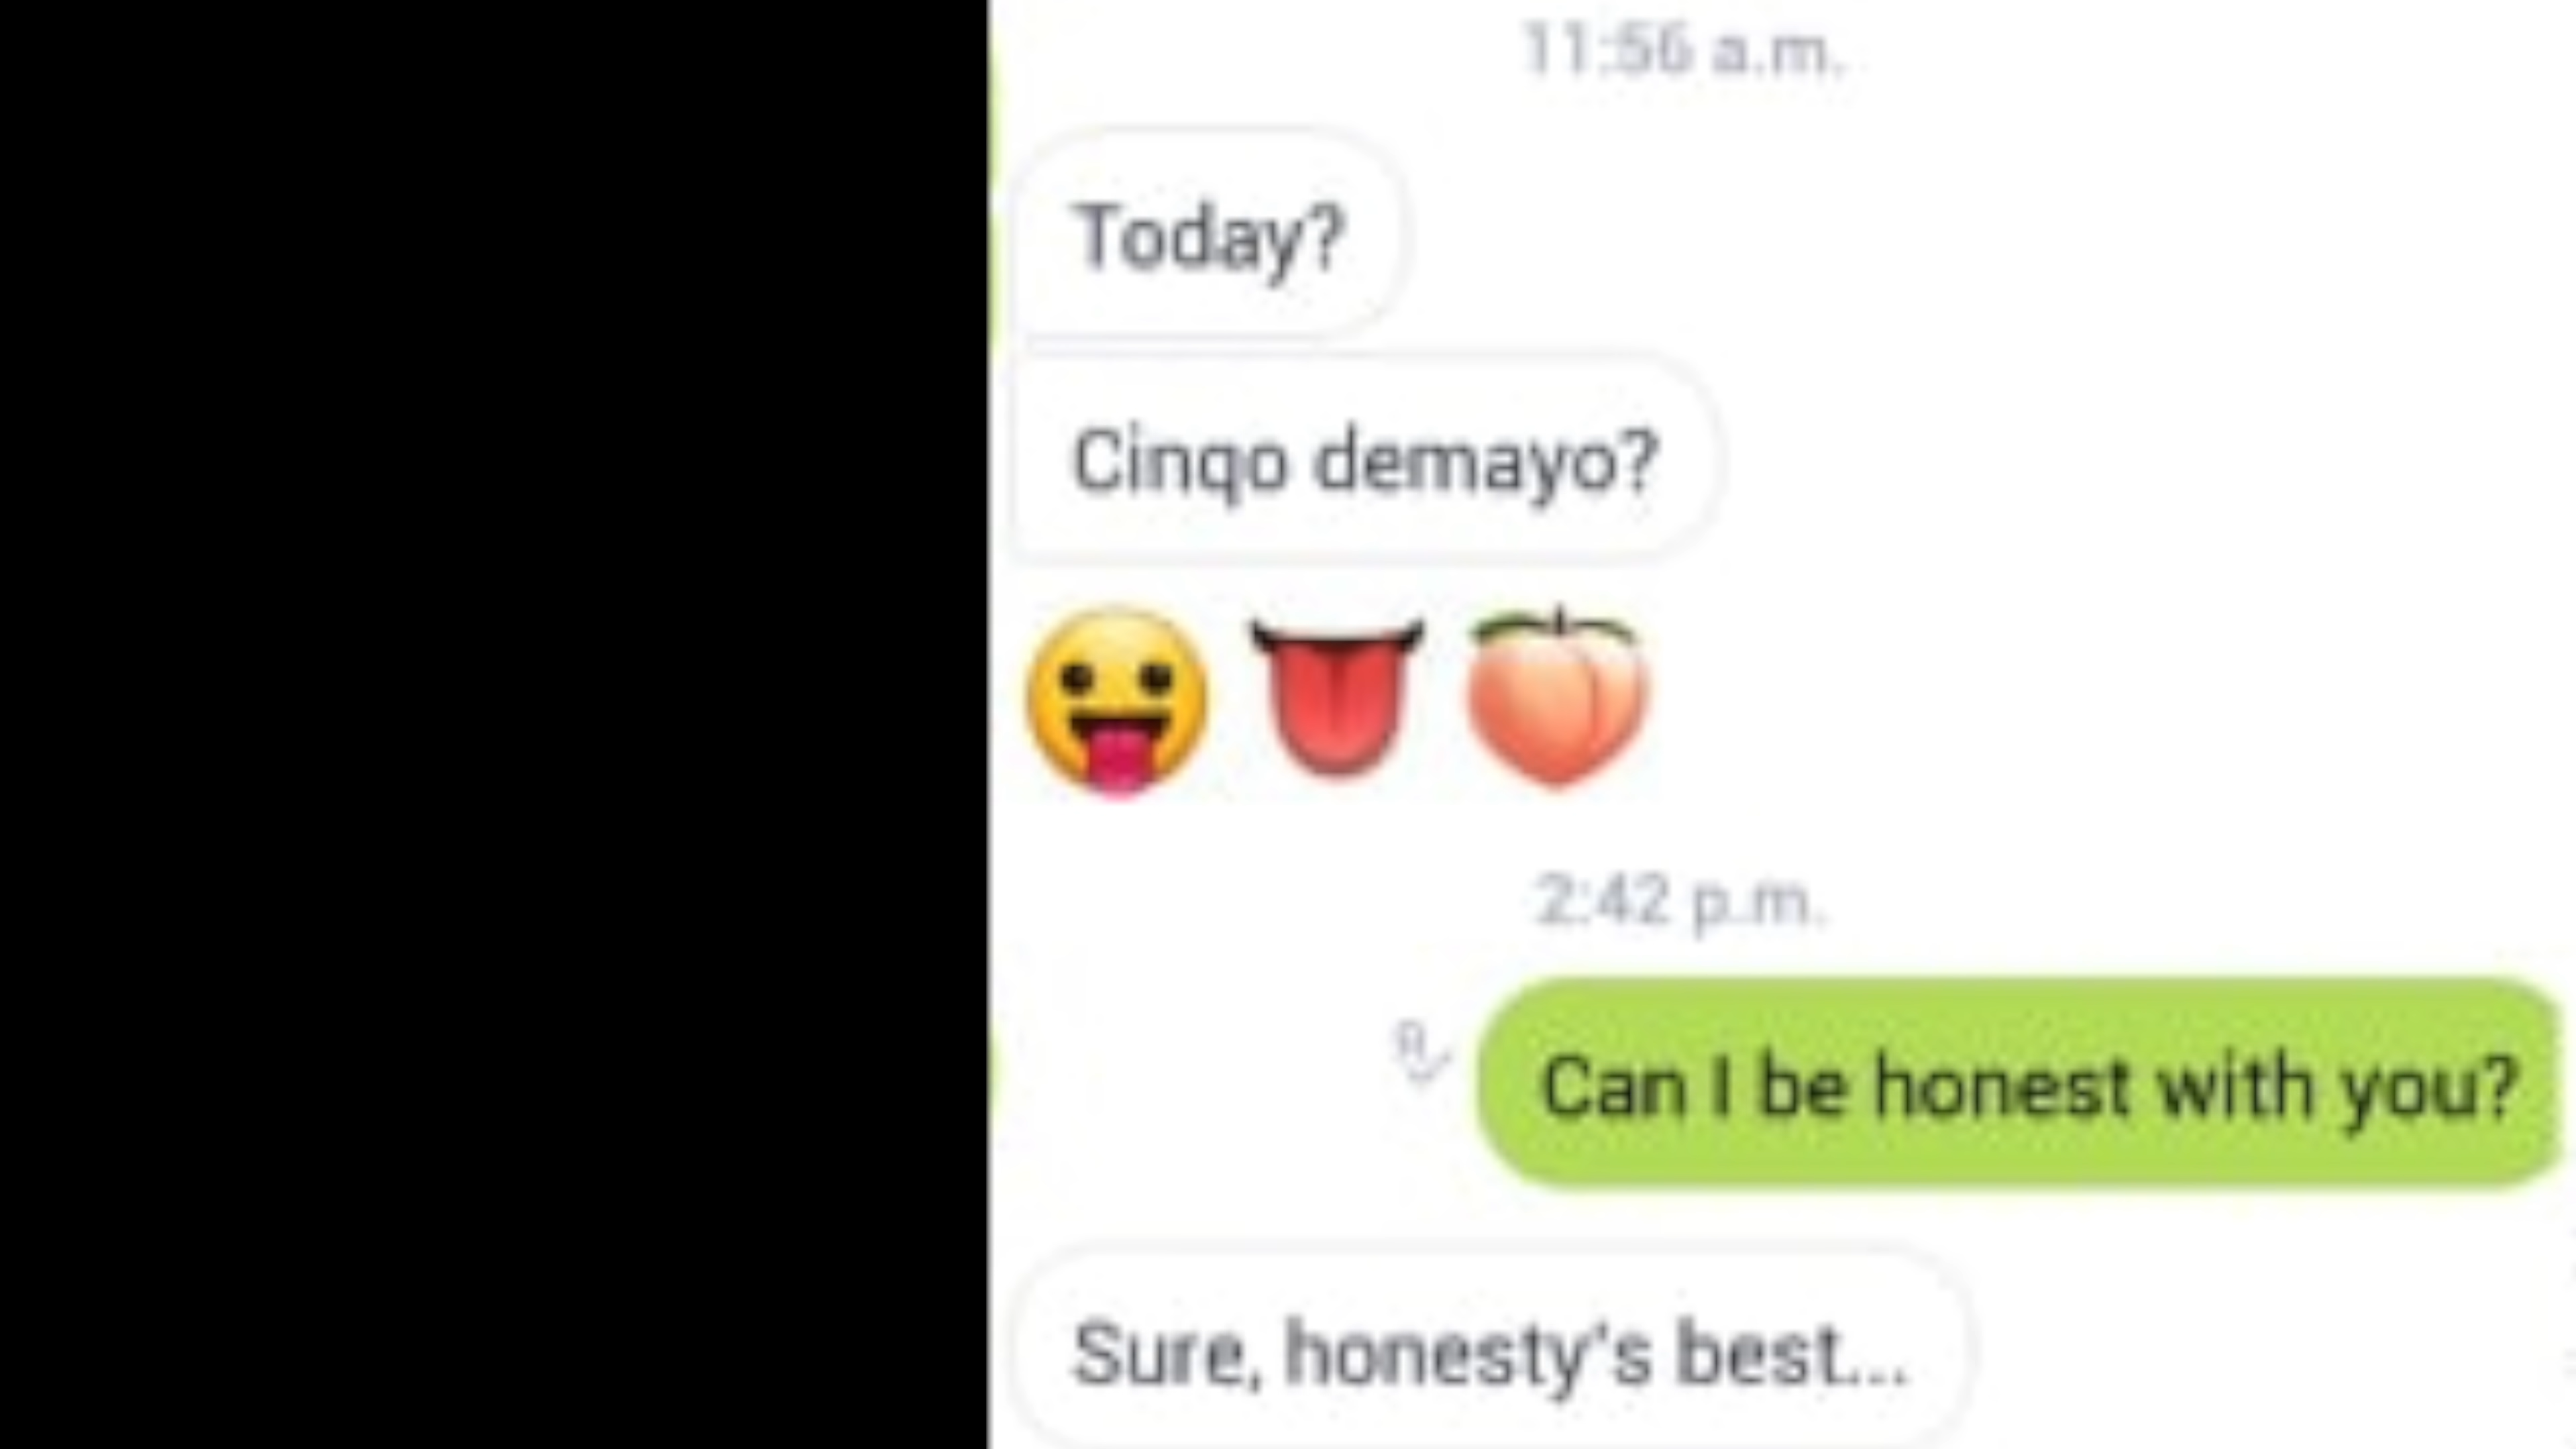 11:56 a.m.
Today?
Cinqo demayo?
😛 👅 🍑
2:42 p.m.
R
Can I be honest with you?
Sure, honesty's best...